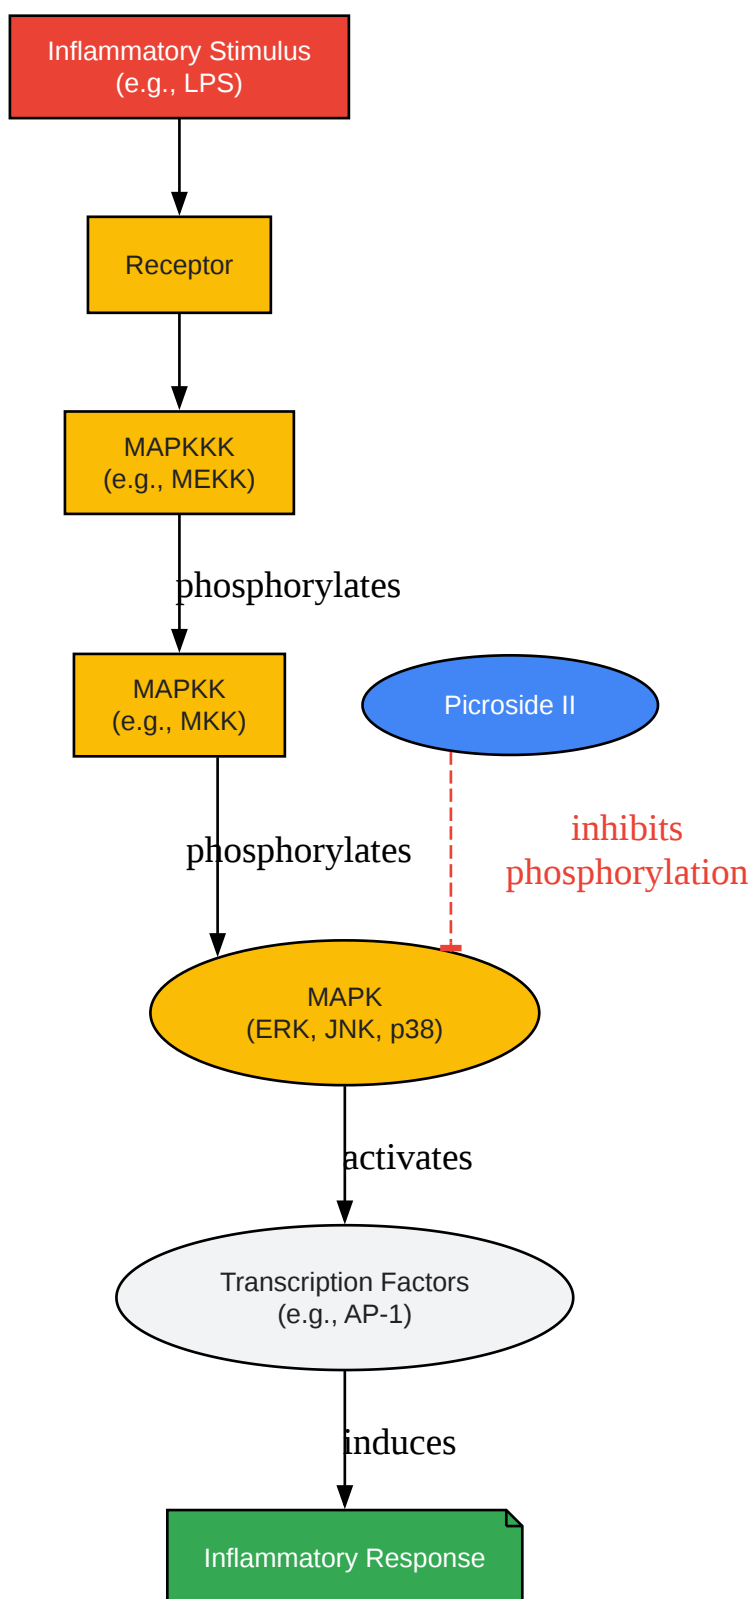 Inflammatory Stimulus
(e.g., LPS)
Receptor
MAPKKK
(e.g., MEKK)
phosphorylates
MAPKK
(e.g., MKK)
Picroside II
phosphorylates
inhibits
phosphorylation
MAPK
(ERK, JNK, p38)
activates
Transcription Factors
(e.g., AP-1)
induces
Inflammatory Response